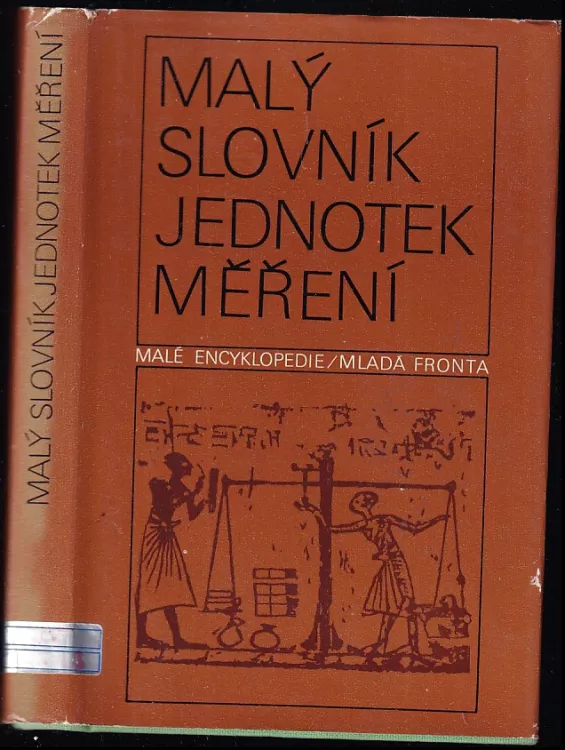 MALÝ SLOVNÍK JEDNOTEK MĚŘENÍ
MALÝ
SLOVNÍK
JEDNOTEK
MĚŘENÍ
MALÉ ENCYKLOPEDIE/MLADÁ FRONTA